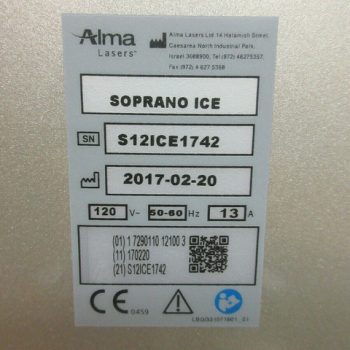 Alma
Lasers
Alma Lasers Ltd 14 Halamish Street,
Caesarea North Industrial Park,
Israel 3088900, Tel (972) 46275357,
Fax (972) 4 627 5368
SOPRANO ICE
SN S12ICE1742
2017-02-20
120 V~ 50-60 Hz 13 A
(01) 1 7290110 12100 3
(11) 170220
(21) S12ICE1742
CE 0459